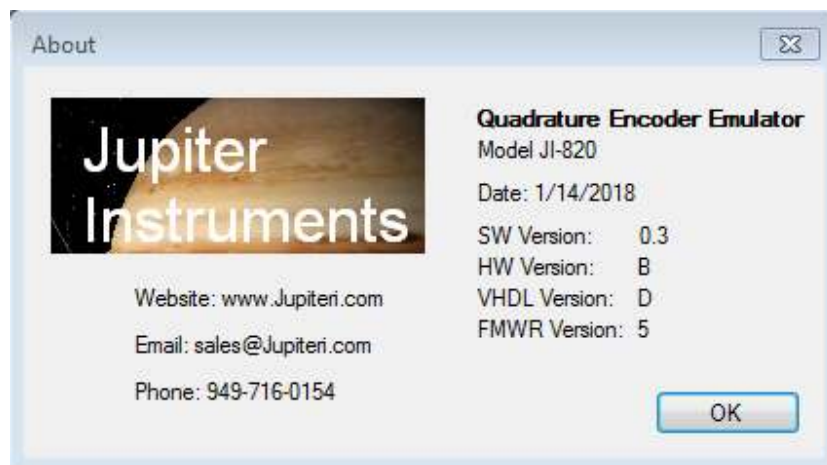 About
Jupiter
Instruments
Website: www.Jupiteri.com
Email: sales@Jupiteri.com
Phone: 949-716-0154
Quadrature Encoder Emulator
Model JI-820
Date: 1/14/2018
SW Version: 0.3
HW Version: B
VHDL Version: D
FMWR Version: 5
OK